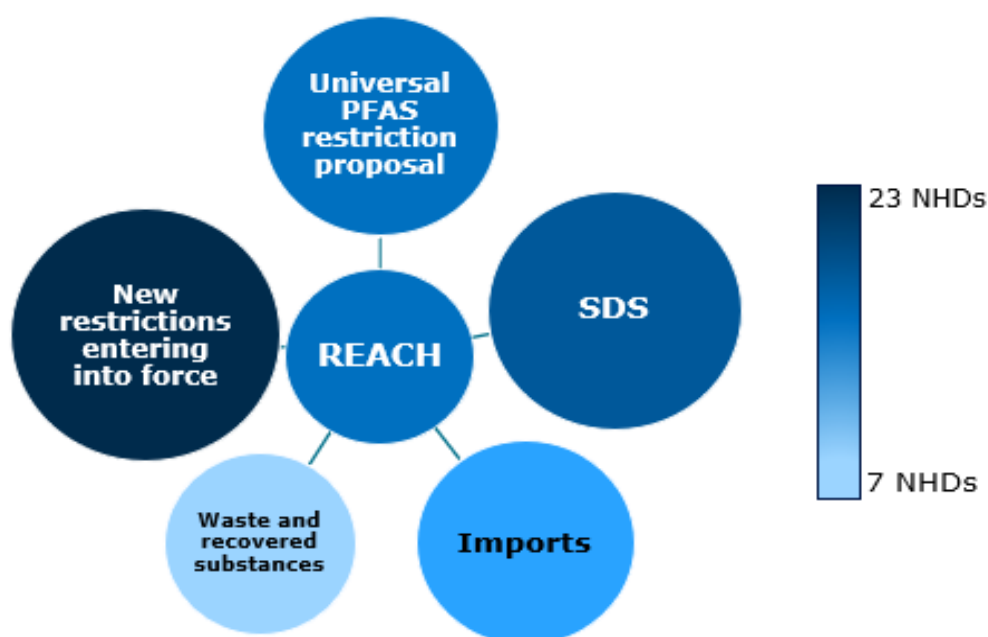 Universal
PFAS
restriction
proposal
23 NHDs
SDS
New
restrictions
entering
into force
REACH
7 NHDs
Waste and
recovered
substances
Imports